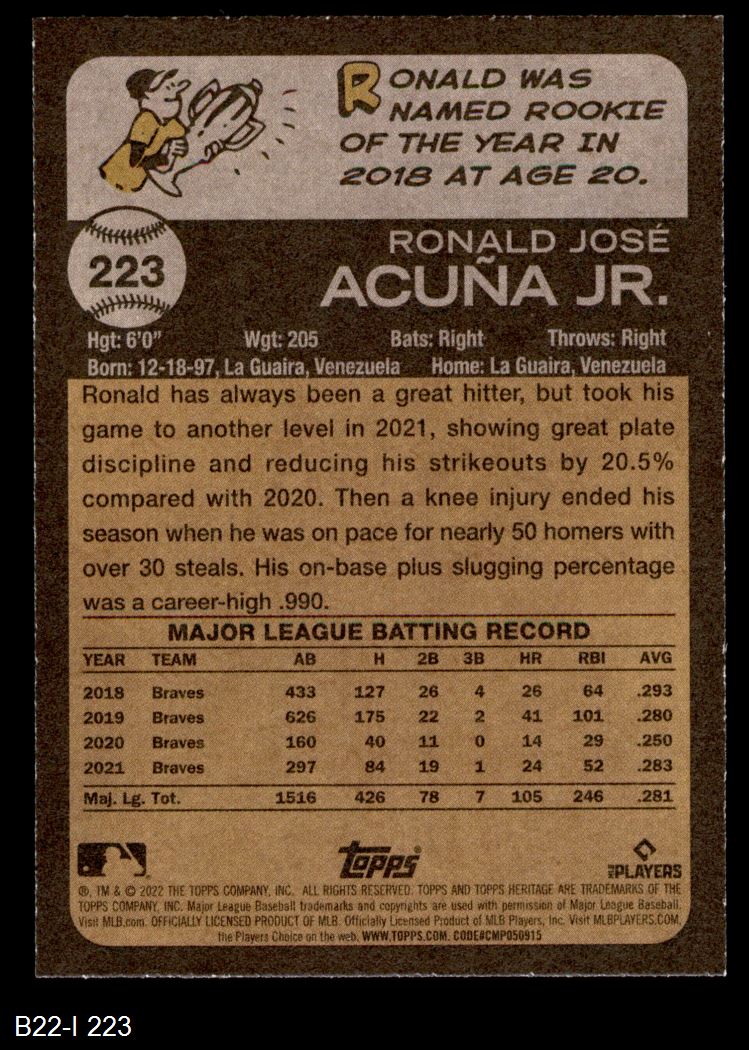 RONALD WAS
NAMED ROOKIE
OF THE YEAR IN
2018 AT AGE 20.
223
RONALD JOSÉ
ACUÑA JR.
Hgt: 6'0" Wgt: 205 Bats: Right Throws: Right
Born: 12-18-97, La Guaira, Venezuela Home: La Guaira, Venezuela
Ronald has always been a great hitter, but took his
game to another level in 2021, showing great plate
discipline and reducing his strikeouts by 20.5%
compared with 2020. Then a knee injury ended his
season when he was on pace for nearly 50 homers with
over 30 steals. His on-base plus slugging percentage
was a career-high .990.
MAJOR LEAGUE BATTING RECORD
YEAR TEAM AB H 2B 3B HR RBI AVG
2018 Braves 433 127 26 4 26 64 .293
2019 Braves 626 175 22 2 41 101 .280
2020 Braves 160 40 11 0 14 29 .250
2021 Braves 297 84 19 1 24 52 .283
Maj. Lg. Tot. 1516 426 78 7 105 246 .281
Topps®
MLB PLAYERS
®, TM & © 2022 THE TOPPS COMPANY, INC. ALL RIGHTS RESERVED. TOPPS AND TOPPS HERITAGE ARE TRADEMARKS OF THE
TOPPS COMPANY, INC. Major League Baseball trademarks and copyrights are used with permission of Major League Baseball.
Visit MLB.com. OFFICIALLY LICENSED PRODUCT OF MLB. Officially Licensed Product of MLB Players, Inc. Visit MLBPLAYERS.COM,
the Players Choice on the web. WWW.TOPPS.COM. CODE#CMP050915
B22-I 223